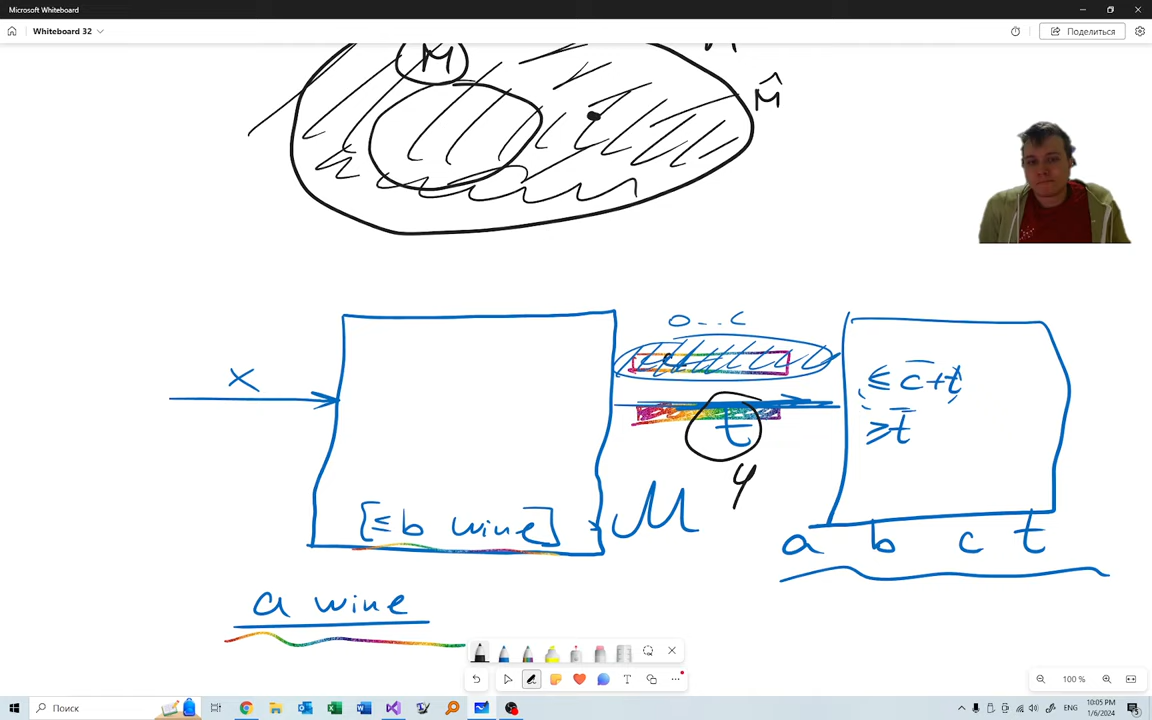 Microsoft Whiteboard
Whiteboard 32
Поделиться
M
M̂
0...c
x
≤ c+t
≥ t
t
y
[≤ b wine]
M
a b c t
a wine
100 %
Поиск
ENG
10:05 PM
1/6/2024